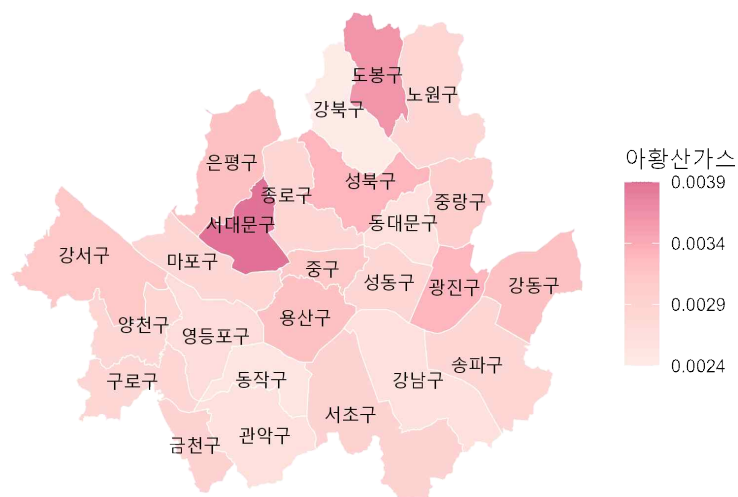 도봉구
노원구
강북구
은평구
성북구
종로구
중랑구
서대문구
동대문구
강서구
마포구
중구
성동구
광진구
강동구
양천구
영등포구
용산구
구로구
동작구
강남구
송파구
금천구
관악구
서초구
아황산가스
0.0039
0.0034
0.0029
0.0024